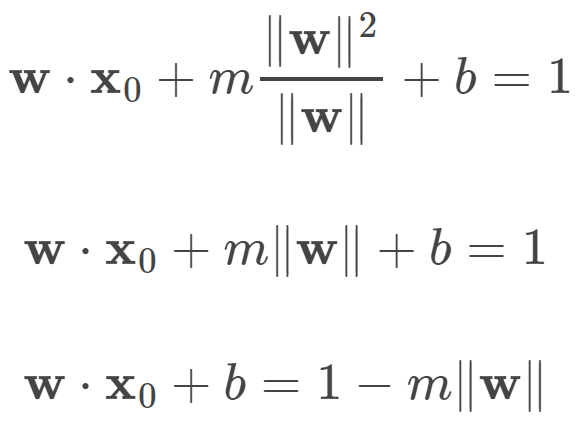 𝐰 · 𝐱₀ + m ‖𝐰‖² / ‖𝐰‖ + b = 1
𝐰 · 𝐱₀ + m‖𝐰‖ + b = 1
𝐰 · 𝐱₀ + b = 1 − m‖𝐰‖